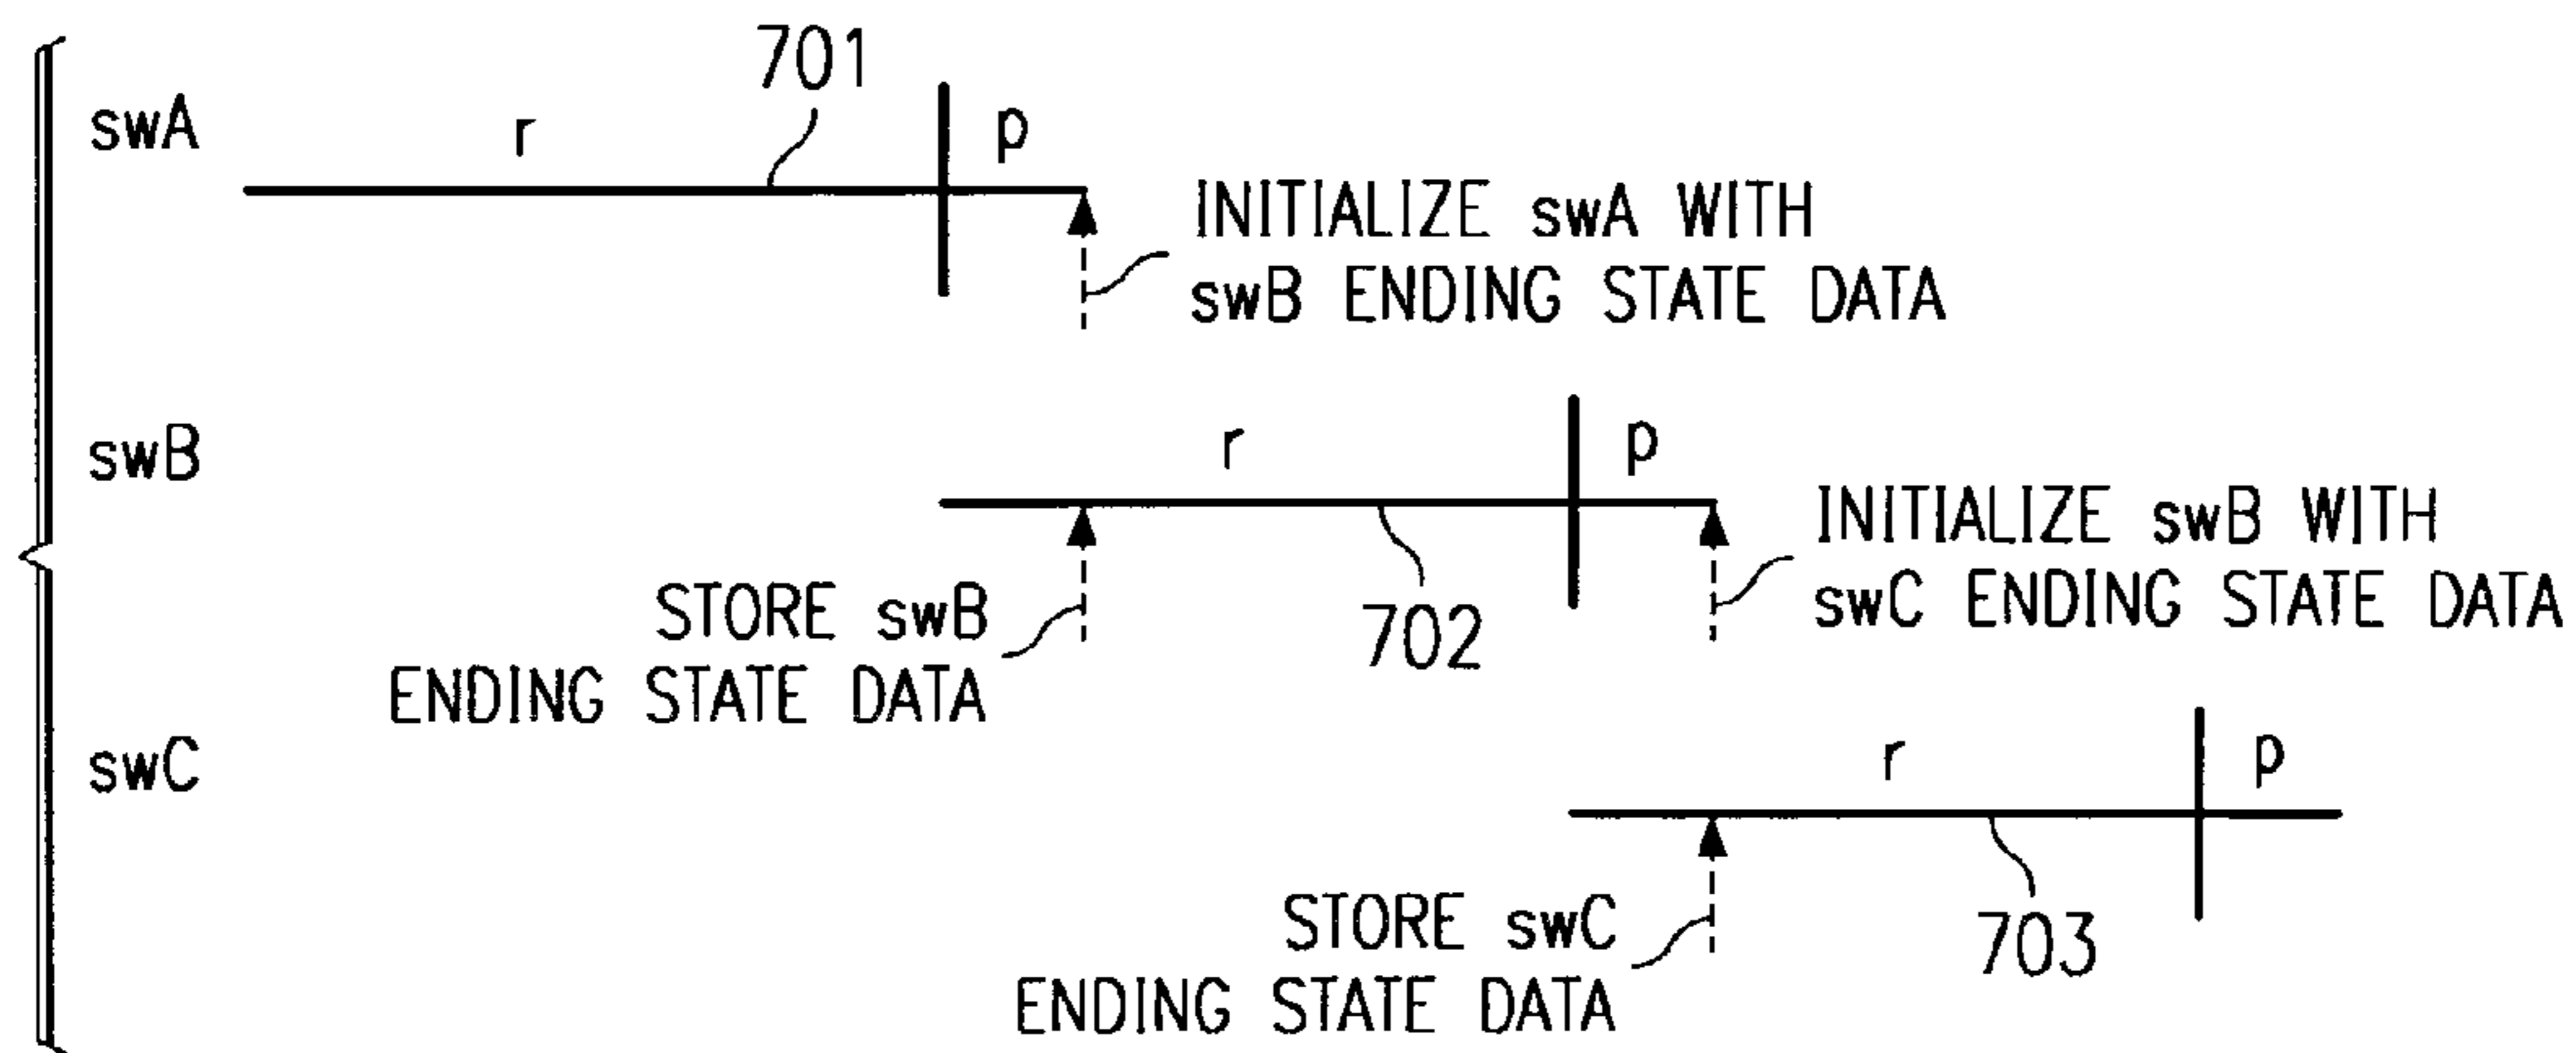 701
swA
r
p
INITIALIZE swA WITH
swB ENDING STATE DATA
swB
r
p
INITIALIZE swB WITH
swC ENDING STATE DATA
STORE swB
ENDING STATE DATA
702
swC
r
p
STORE swC
ENDING STATE DATA
703